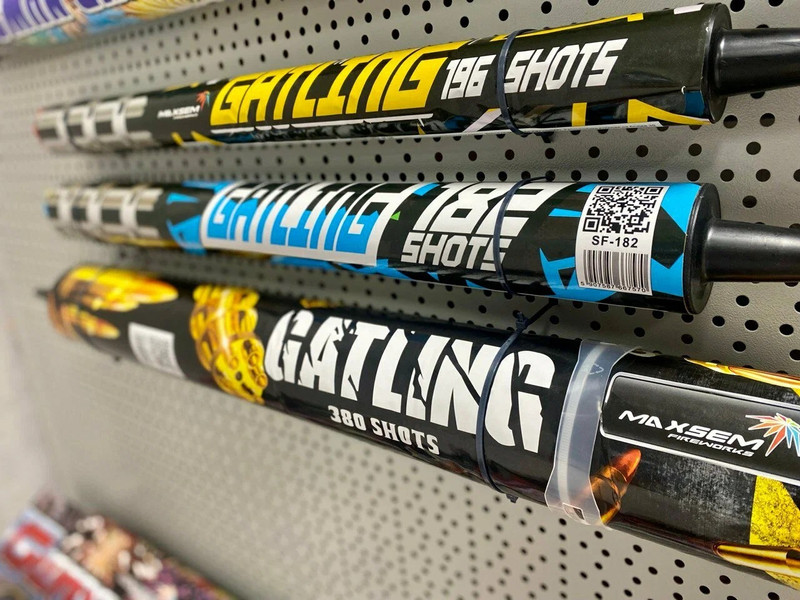 MAXSEM
GATLING
196 SHOTS
GATLING
182
SHOTS
SF-182
GATLING
380 SHOTS
MAXSEM
FIREWORKS